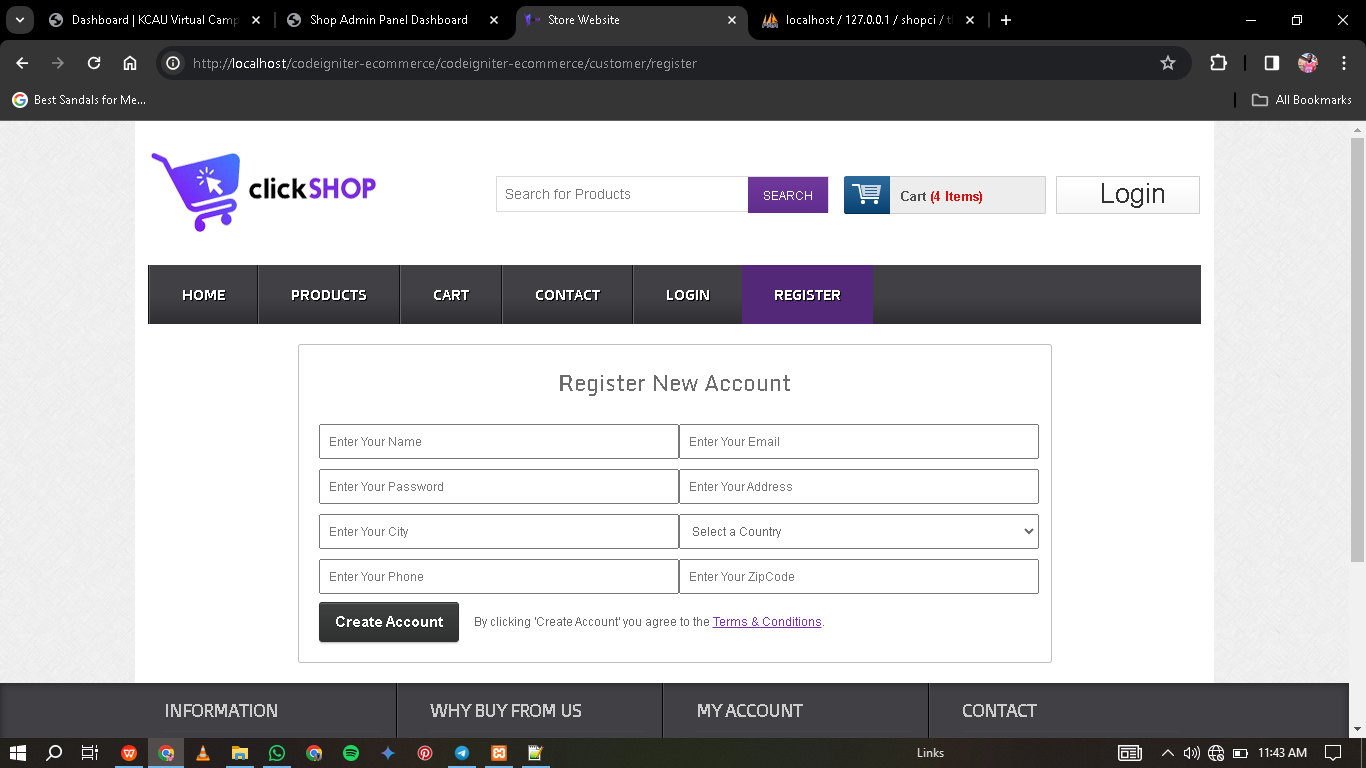 Dashboard | KCAU Virtual Camp
Shop Admin Panel Dashboard
Store Website
localhost / 127.0.0.1 / shopci / t
http://localhost/codeigniter-ecommerce/codeigniter-ecommerce/customer/register
Best Sandals for Me...
All Bookmarks
clickSHOP
Search for Products
SEARCH
Cart (4 Items)
Login
HOME
PRODUCTS
CART
CONTACT
LOGIN
REGISTER
Register New Account
Enter Your Name
Enter Your Email
Enter Your Password
Enter Your Address
Enter Your City
Select a Country
Enter Your Phone
Enter Your ZipCode
Create Account
By clicking 'Create Account' you agree to the Terms & Conditions.
INFORMATION
WHY BUY FROM US
MY ACCOUNT
CONTACT
Links
11:43 AM